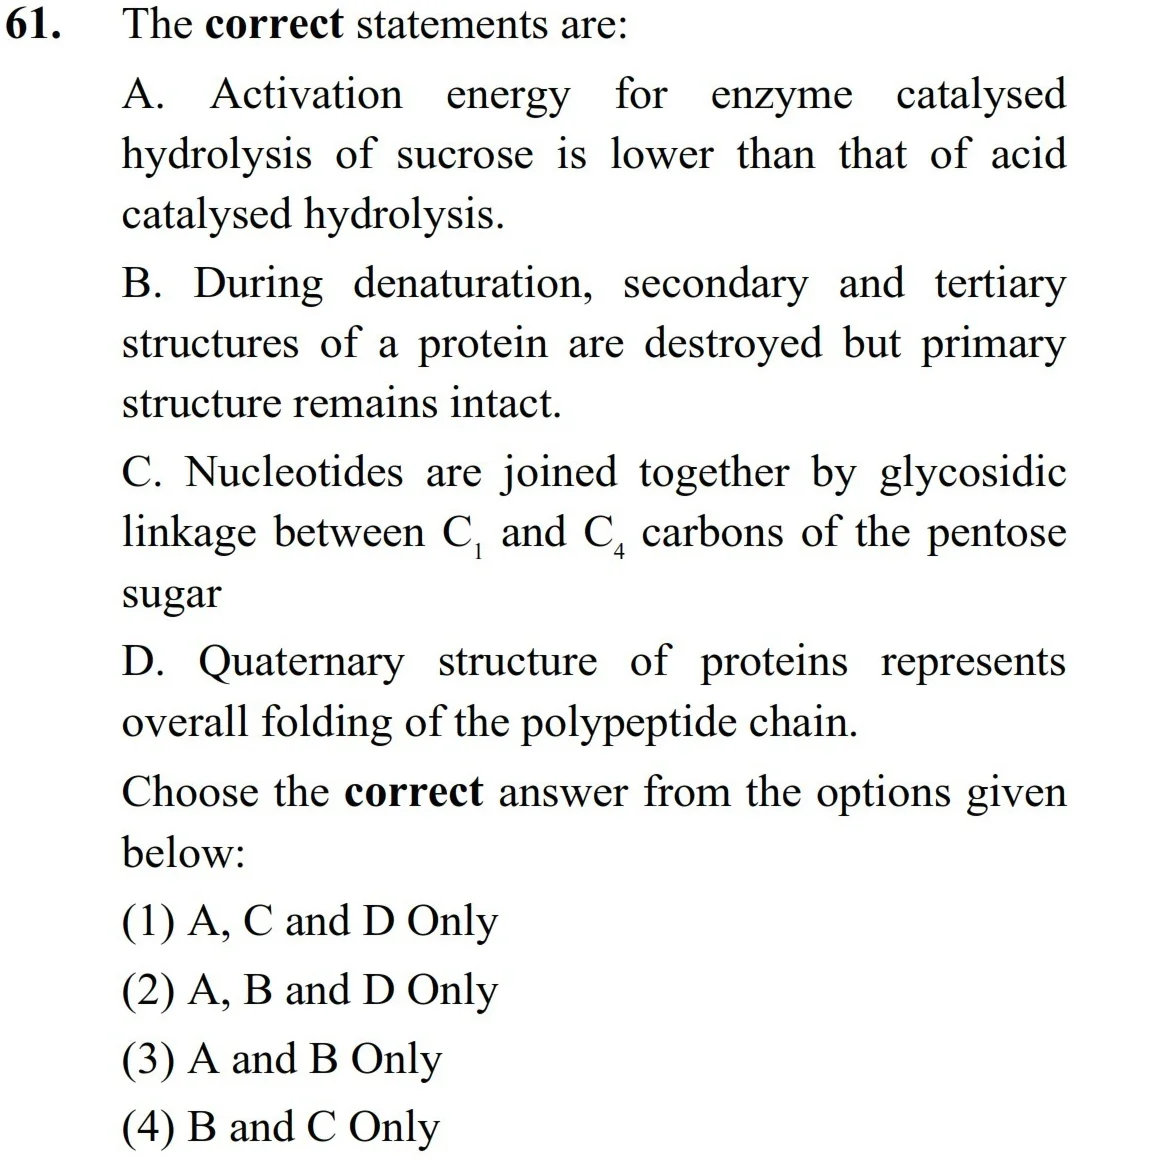 61. The correct statements are:
A. Activation energy for enzyme catalysed
hydrolysis of sucrose is lower than that of acid
catalysed hydrolysis.
B. During denaturation, secondary and tertiary
structures of a protein are destroyed but primary
structure remains intact.
C. Nucleotides are joined together by glycosidic
linkage between C₁ and C₄ carbons of the pentose
sugar
D. Quaternary structure of proteins represents
overall folding of the polypeptide chain.
Choose the correct answer from the options given
below:
(1) A, C and D Only
(2) A, B and D Only
(3) A and B Only
(4) B and C Only